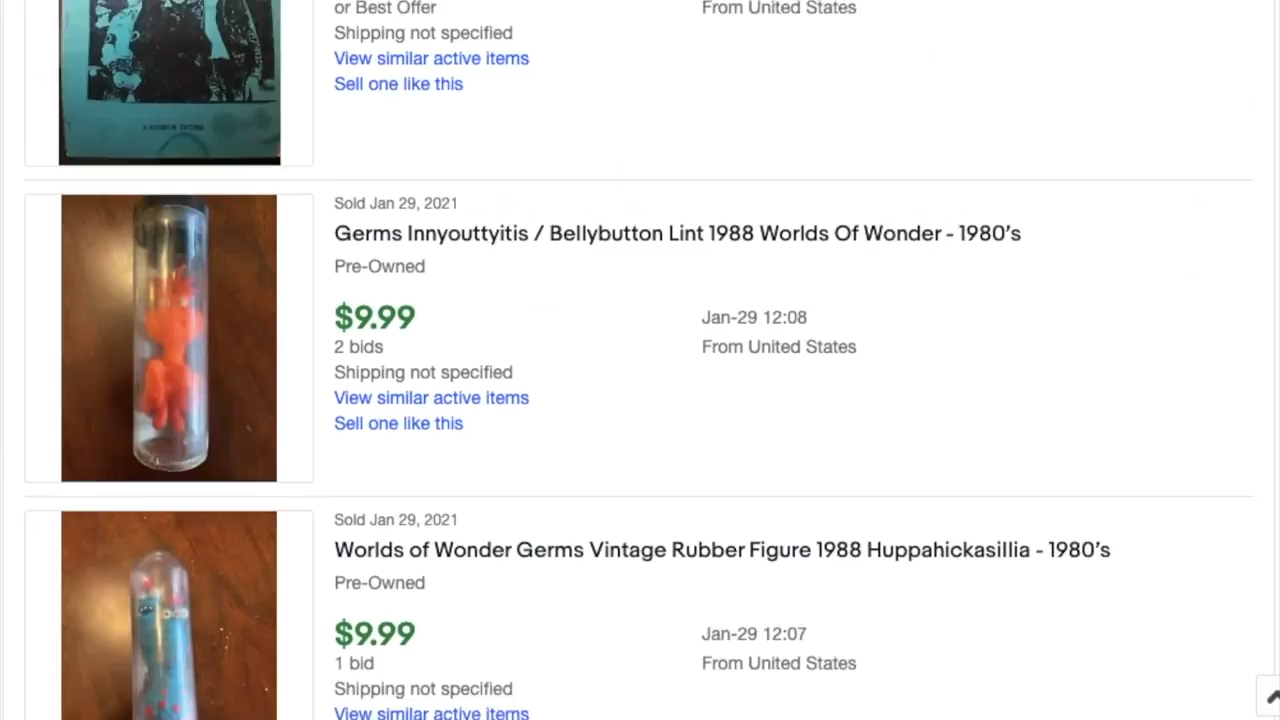 or Best Offer
From United States
Shipping not specified
View similar active items
Sell one like this
Sold Jan 29, 2021
Germs Innyouttyitis / Bellybutton Lint 1988 Worlds Of Wonder - 1980’s
Pre-Owned
$9.99
Jan-29 12:08
2 bids
From United States
Shipping not specified
View similar active items
Sell one like this
Sold Jan 29, 2021
Worlds of Wonder Germs Vintage Rubber Figure 1988 Huppahickasillia - 1980’s
Pre-Owned
$9.99
Jan-29 12:07
1 bid
From United States
Shipping not specified
View similar active items